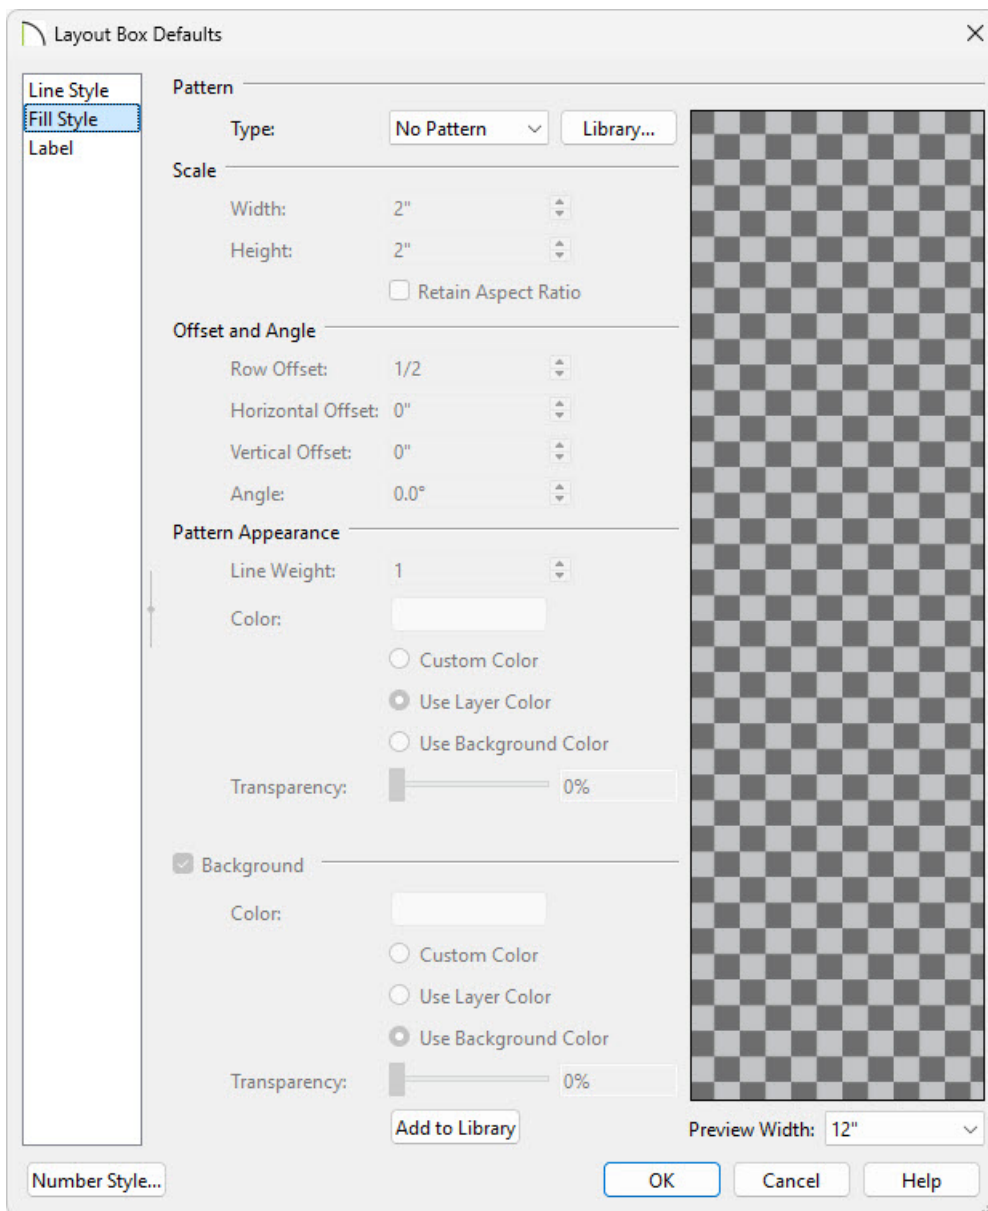 Layout Box Defaults
Line Style
Fill Style
Label
Pattern
Type: No Pattern Library...
Scale
Width: 2"
Height: 2"
Retain Aspect Ratio
Offset and Angle
Row Offset: 1/2
Horizontal Offset: 0"
Vertical Offset: 0"
Angle: 0.0°
Pattern Appearance
Line Weight: 1
Color:
Custom Color
Use Layer Color
Use Background Color
Transparency: 0%
Background
Color:
Custom Color
Use Layer Color
Use Background Color
Transparency: 0%
Add to Library
Preview Width: 12"
Number Style... OK Cancel Help